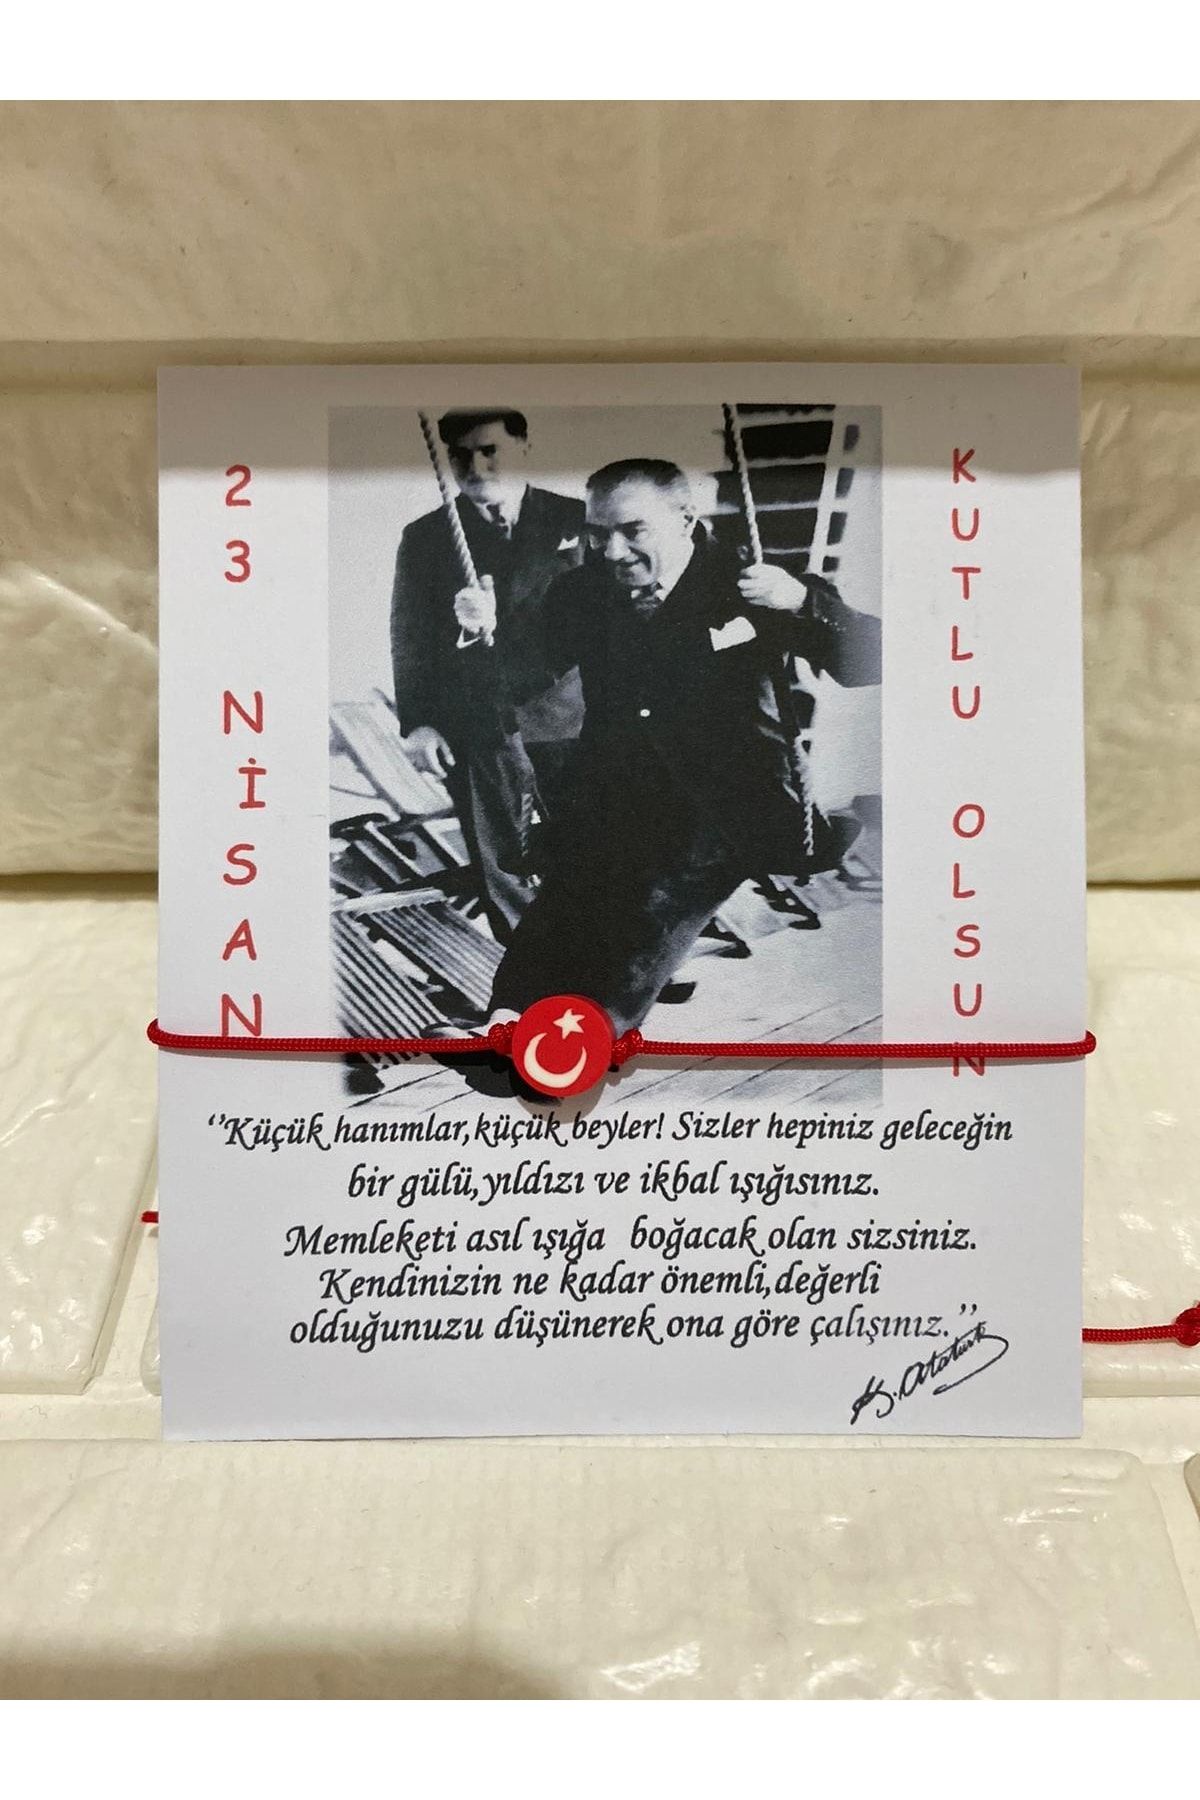 23 NİSAN
KUTLU OLSUN
‘’Küçük hanımlar,küçük beyler! Sizler hepiniz geleceğin
bir gülü,yıldızı ve ikbal ışığısınız.
Memleketi asıl ışığa boğacak olan sizsiniz.
Kendinizin ne kadar önemli,değerli
olduğunuzu düşünerek ona göre çalışınız.’’
K. Atatürk